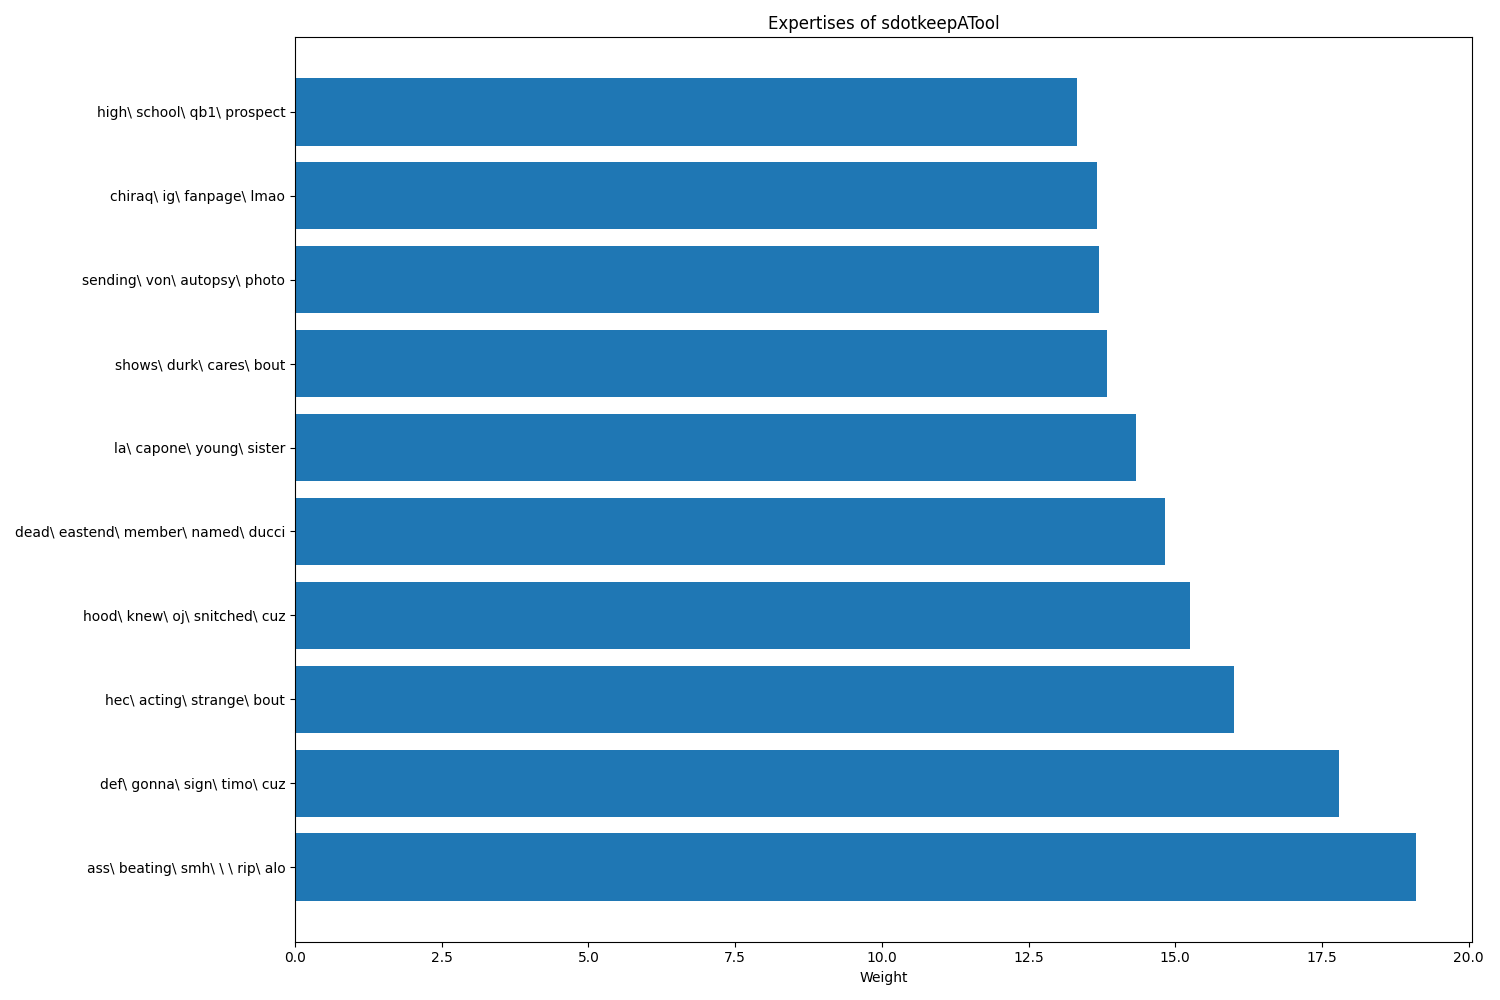 Expertises of sdotkeepATool
high\ school\ qb1\ prospect
chiraq\ ig\ fanpage\ lmao
sending\ von\ autopsy\ photo
shows\ durk\ cares\ bout
la\ capone\ young\ sister
dead\ eastend\ member\ named\ ducci
hood\ knew\ oj\ snitched\ cuz
hec\ acting\ strange\ bout
def\ gonna\ sign\ timo\ cuz
ass\ beating\ smh\ \ \ rip\ alo
0.0 2.5 5.0 7.5 10.0 12.5 15.0 17.5 20.0
Weight